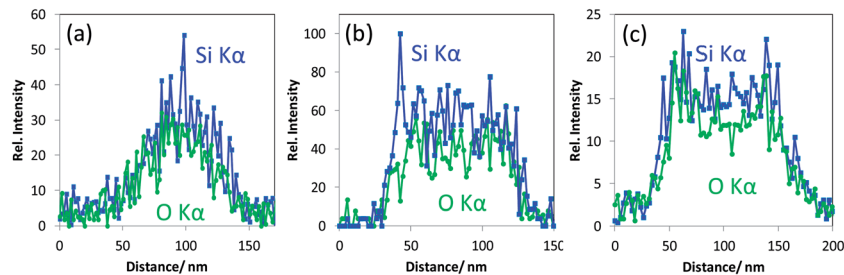 (a)
Si Kα
O Kα
Rel. Intensity
60
50
40
30
20
10
0
0 50 100 150
Distance/ nm
(b)
Si Kα
O Kα
Rel. Intensity
100
80
60
40
20
0
0 50 100 150
Distance/ nm
(c)
Si Kα
O Kα
Rel. Intensity
25
20
15
10
5
0
0 50 100 150 200
Distance/ nm